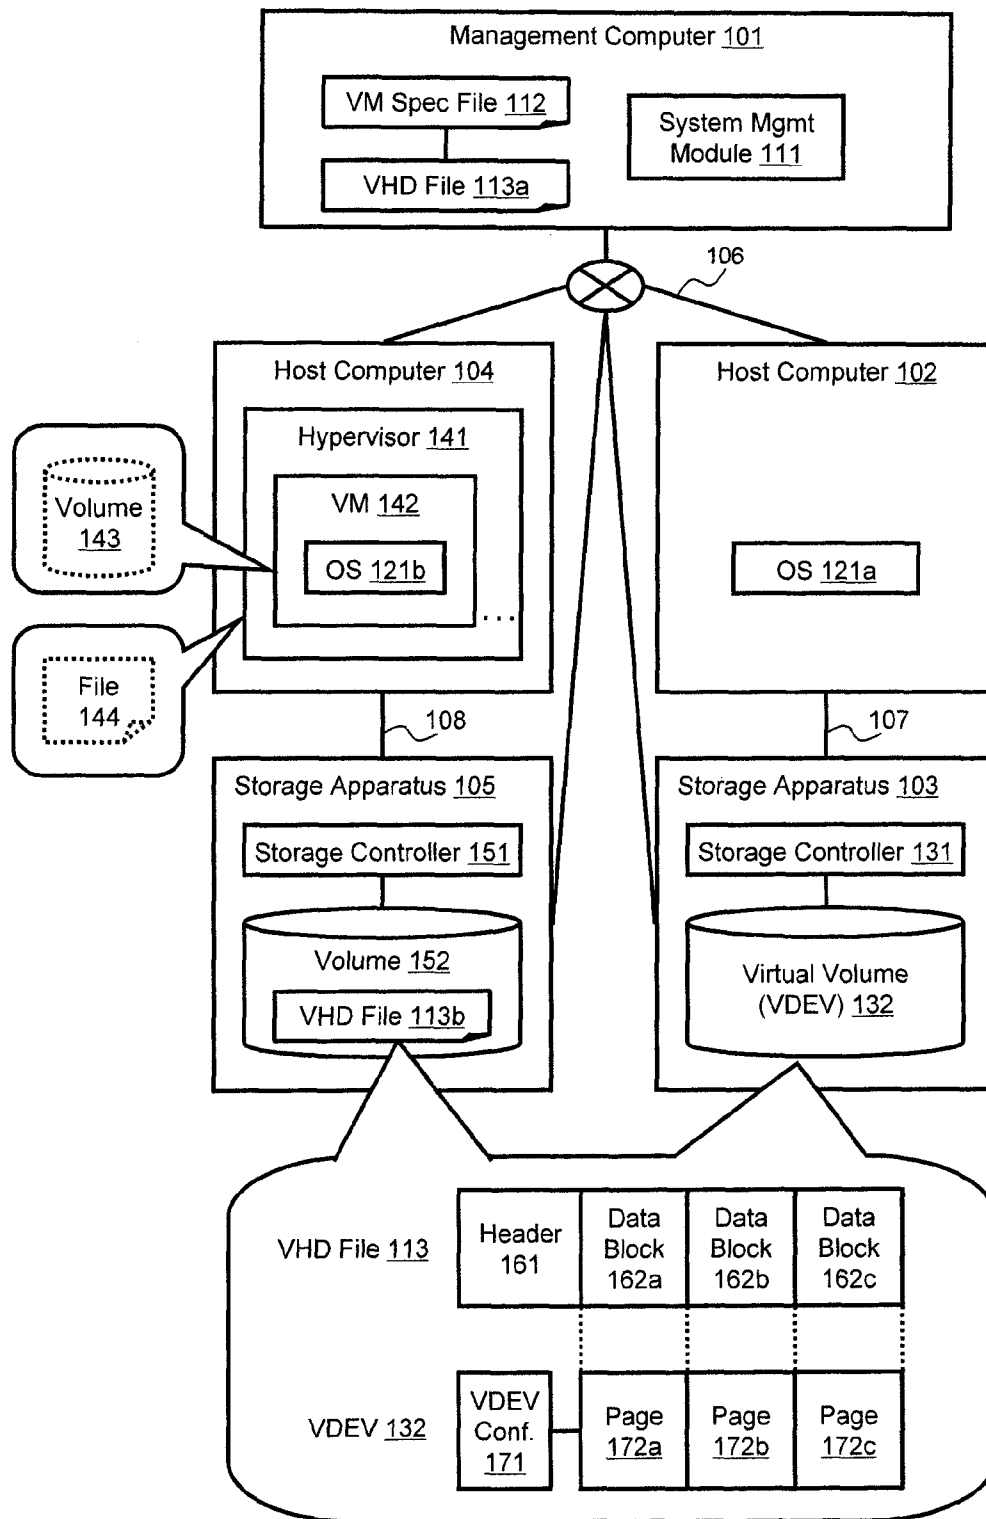 Management Computer 101
VM Spec File 112
System Mgmt
Module 111
VHD File 113a
106
Host Computer 104
Host Computer 102
Hypervisor 141
VM 142
OS 121b
...
OS 121a
Volume
143
File
144
108
107
Storage Apparatus 105
Storage Apparatus 103
Storage Controller 151
Storage Controller 131
Volume 152
VHD File 113b
Virtual Volume
(VDEV) 132
VHD File 113
Header
161
Data
Block
162a
Data
Block
162b
Data
Block
162c
VDEV 132
VDEV
Conf.
171
Page
172a
Page
172b
Page
172c